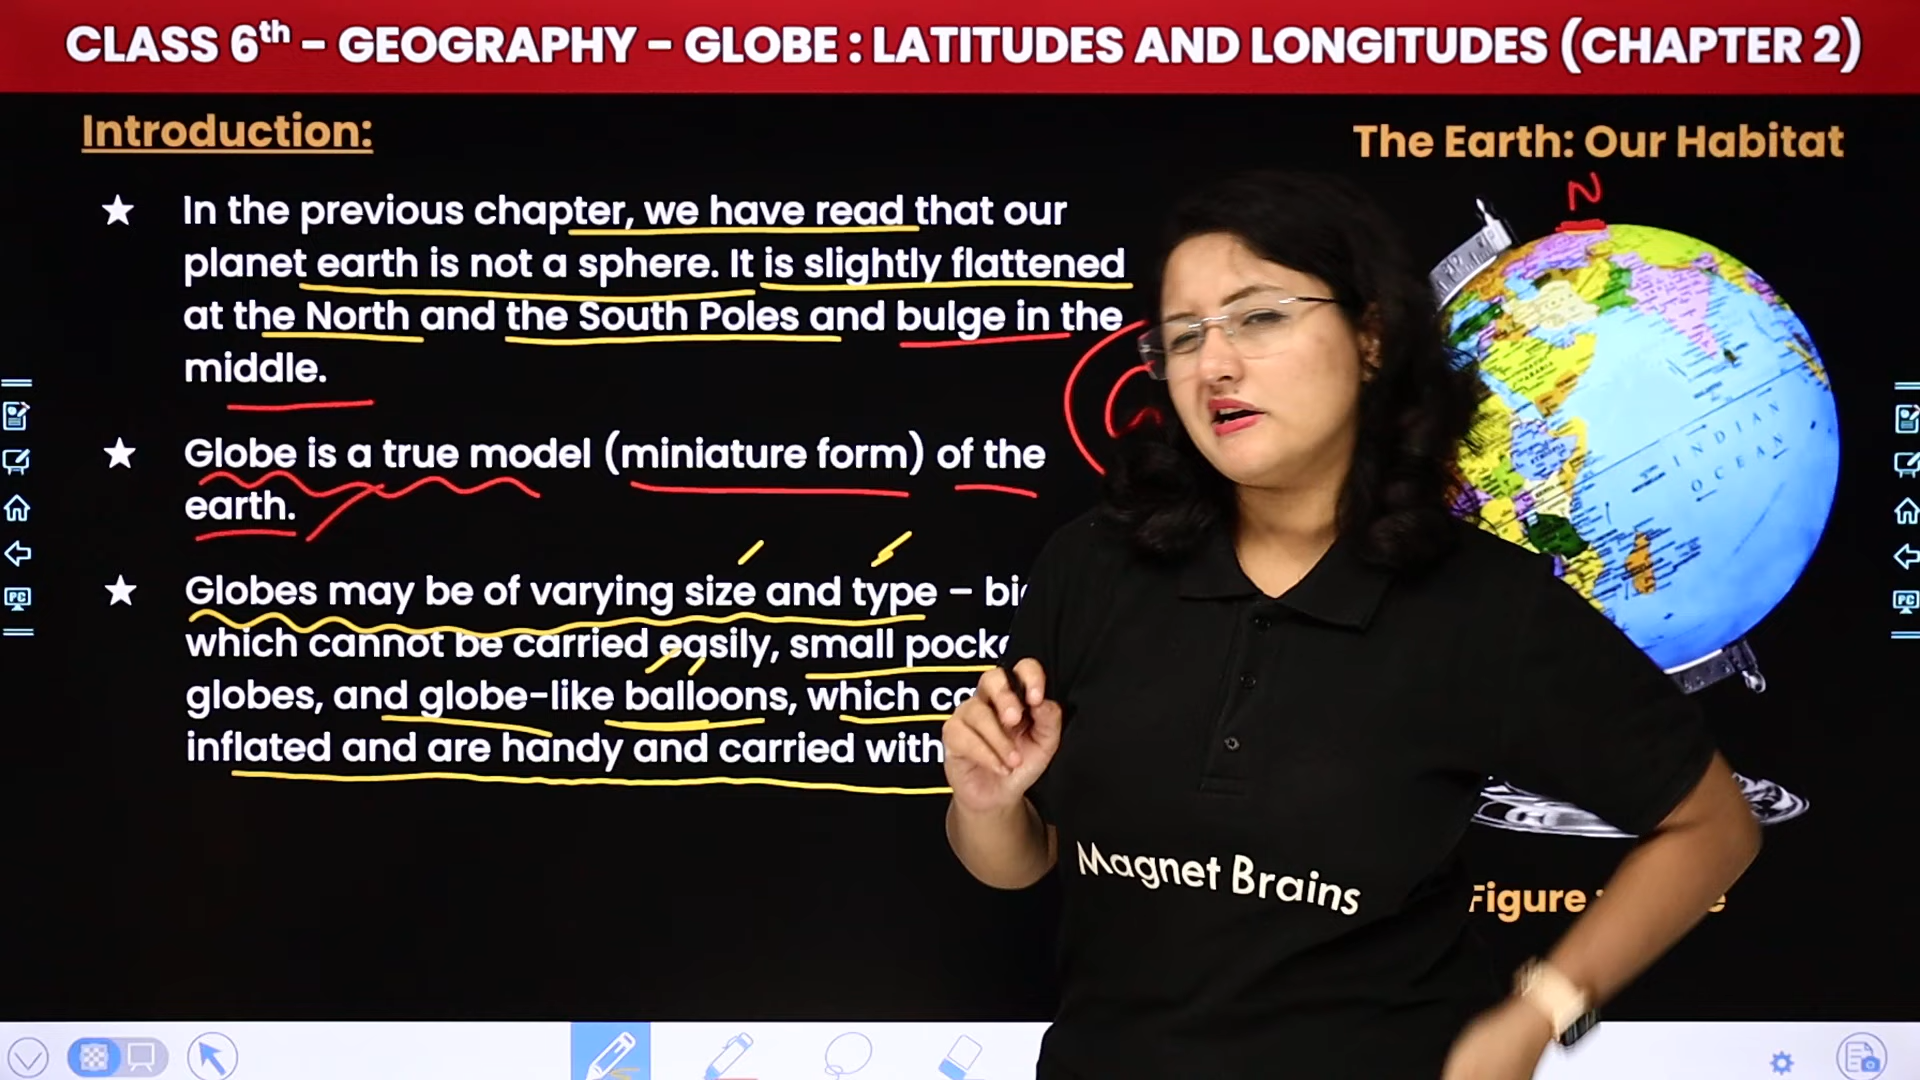 CLASS 6th – GEOGRAPHY – GLOBE : LATITUDES AND LONGITUDES (CHAPTER 2)
Introduction:
The Earth: Our Habitat
N
★ In the previous chapter, we have read that our
planet earth is not a sphere. It is slightly flattened
at the North and the South Poles and bulge in the
middle.
★ Globe is a true model (miniature form) of the
earth.
★ Globes may be of varying size and type –
which cannot be carried easily, small
globes, and globe-like balloons, which
inflated and are handy and carried with
INDIAN
OCEAN
Magnet Brains
Figure
PC
PC